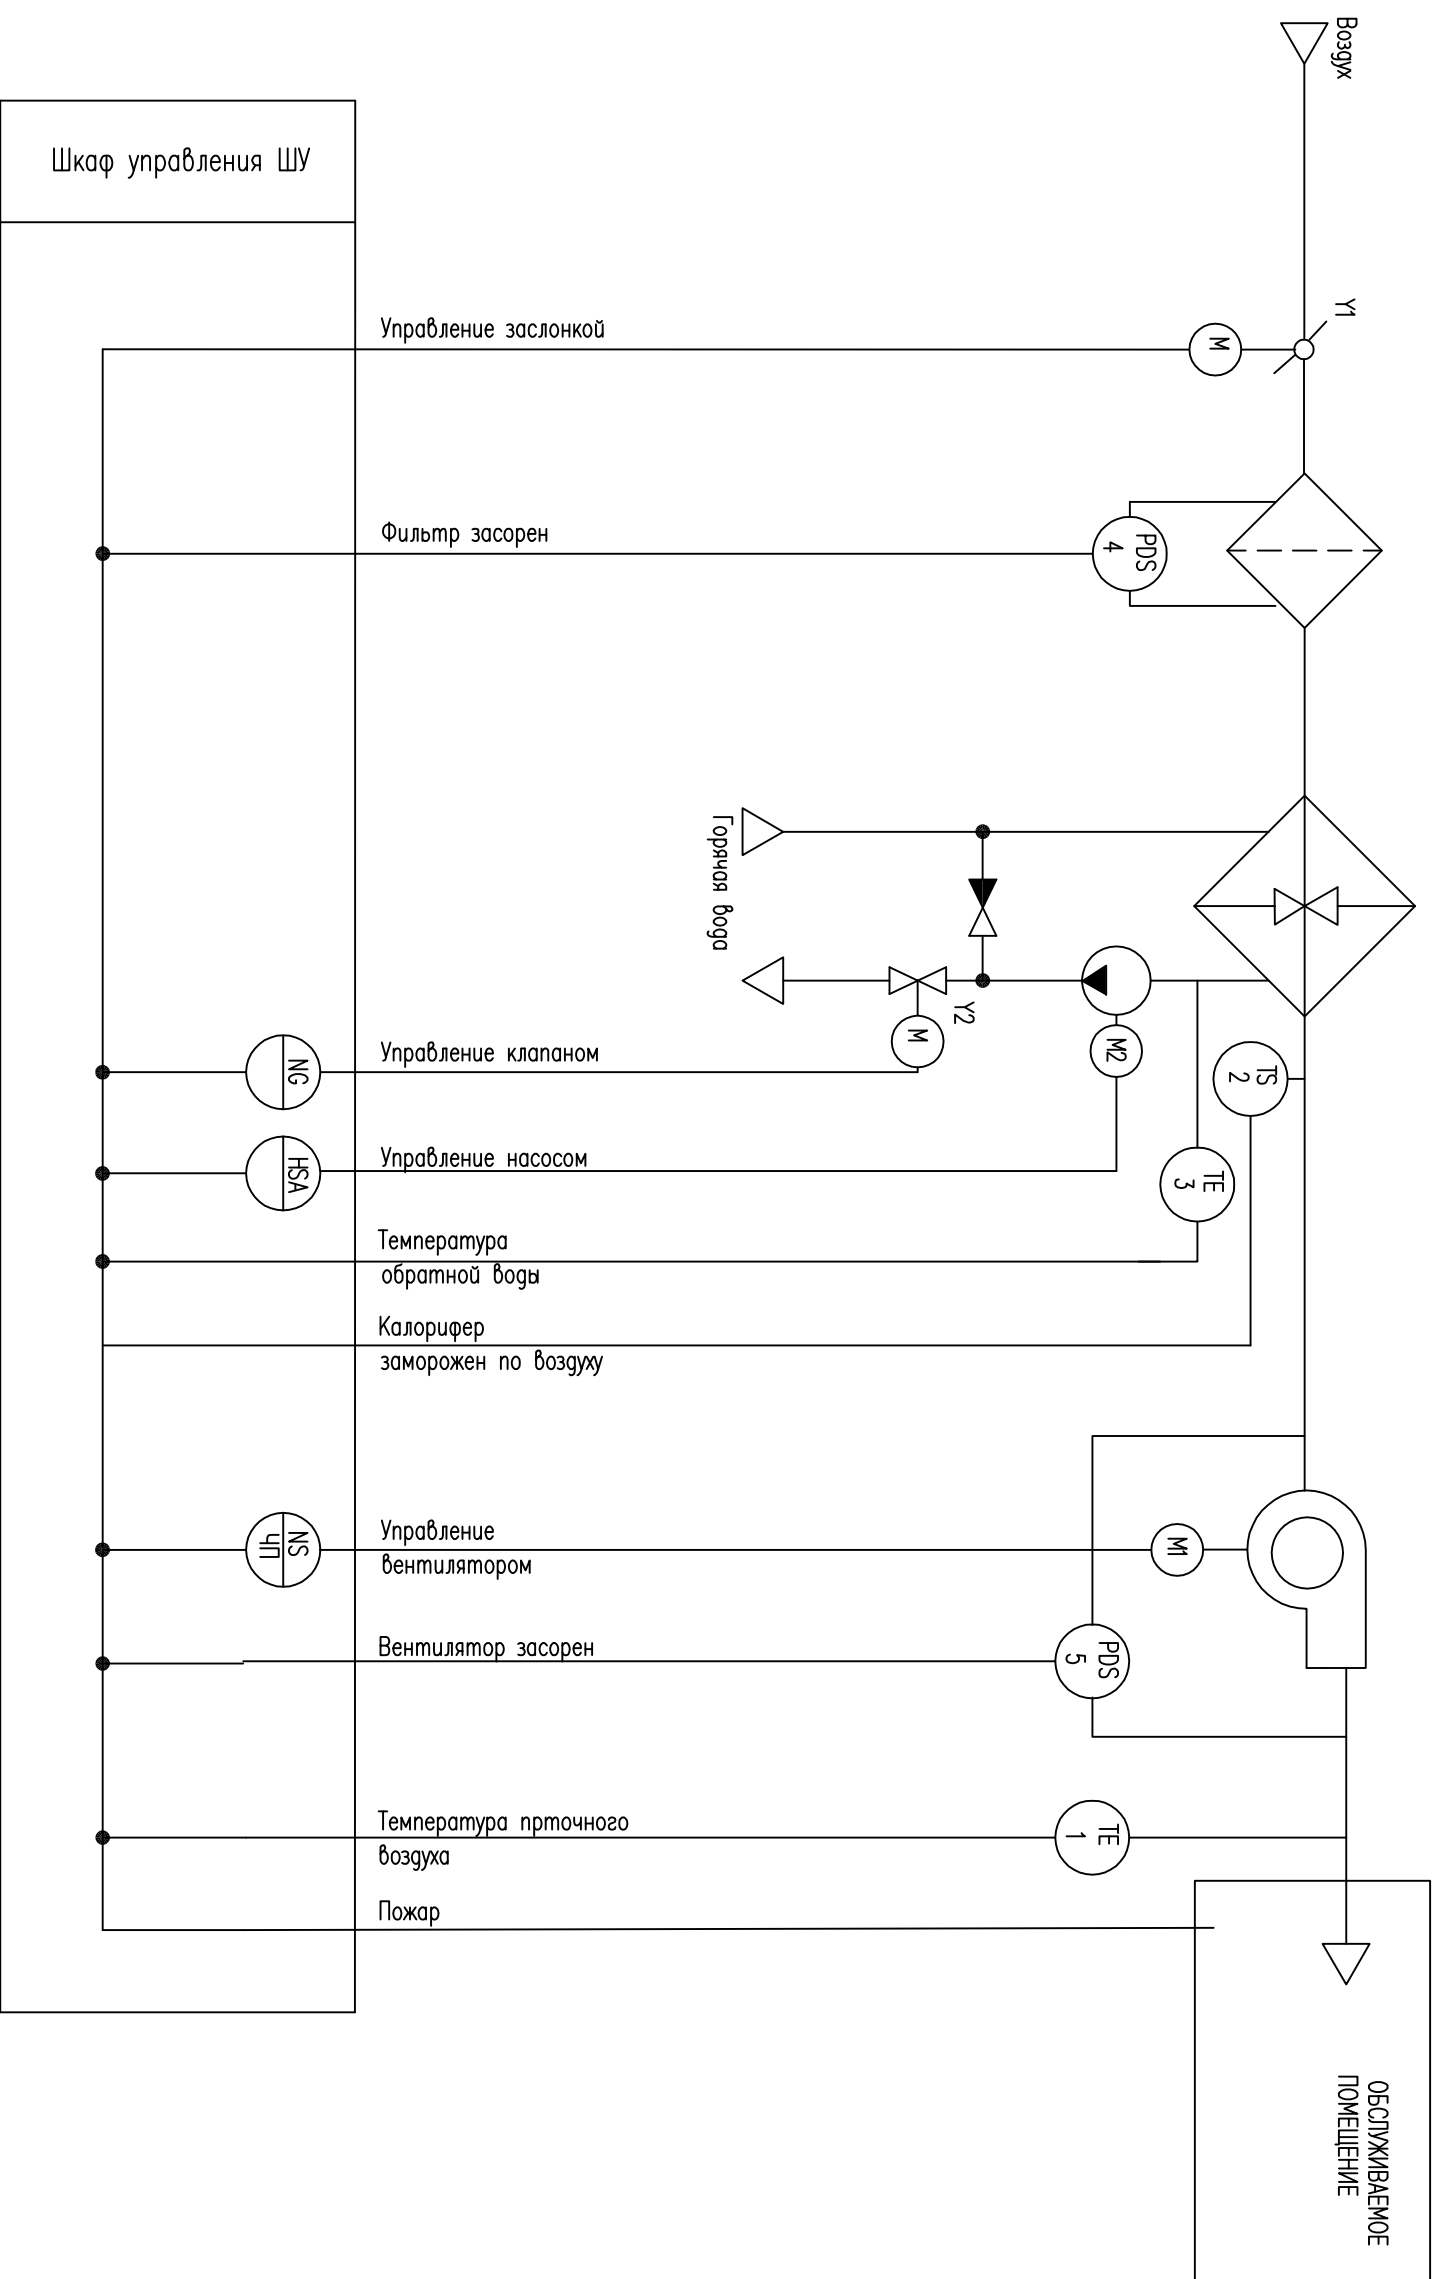 Воздух
Шкаф управления ШУ
Y1
Управление заслонкой
M
Фильтр засорен
PDS
4
Горячая вода
Y2
M
M2
Управление клапаном
NG
TS
2
Управление насосом
HSA
TE
3
Температура
обратной воды
Калорифер
заморожен по воздуху
Управление
вентилятором
NS
ЧП
M1
Вентилятор засорен
PDS
5
Температура прточного
воздуха
TE
1
Пожар
ОБСЛУЖИВАЕМОЕ
ПОМЕЩЕНИЕ